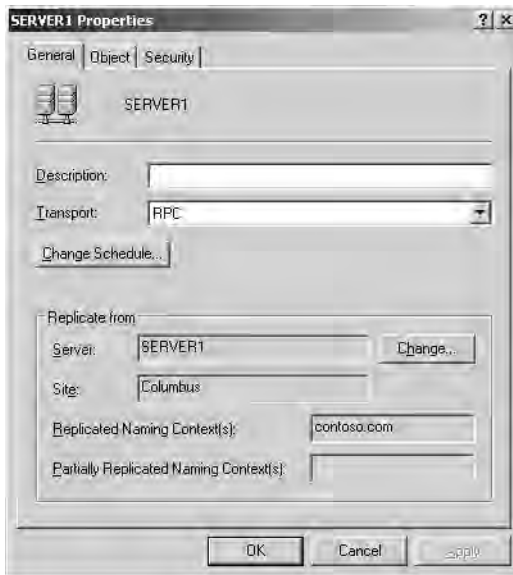 SERVER1 Properties
General Object Security
SERVER1
Description:
Transport: RPC
Change Schedule...
Replicate from
Server: SERVER1 Change...
Site: Columbus
Replicated Naming Context(s): contoso.com
Partially Replicated Naming Context(s)
OK Cancel Apply